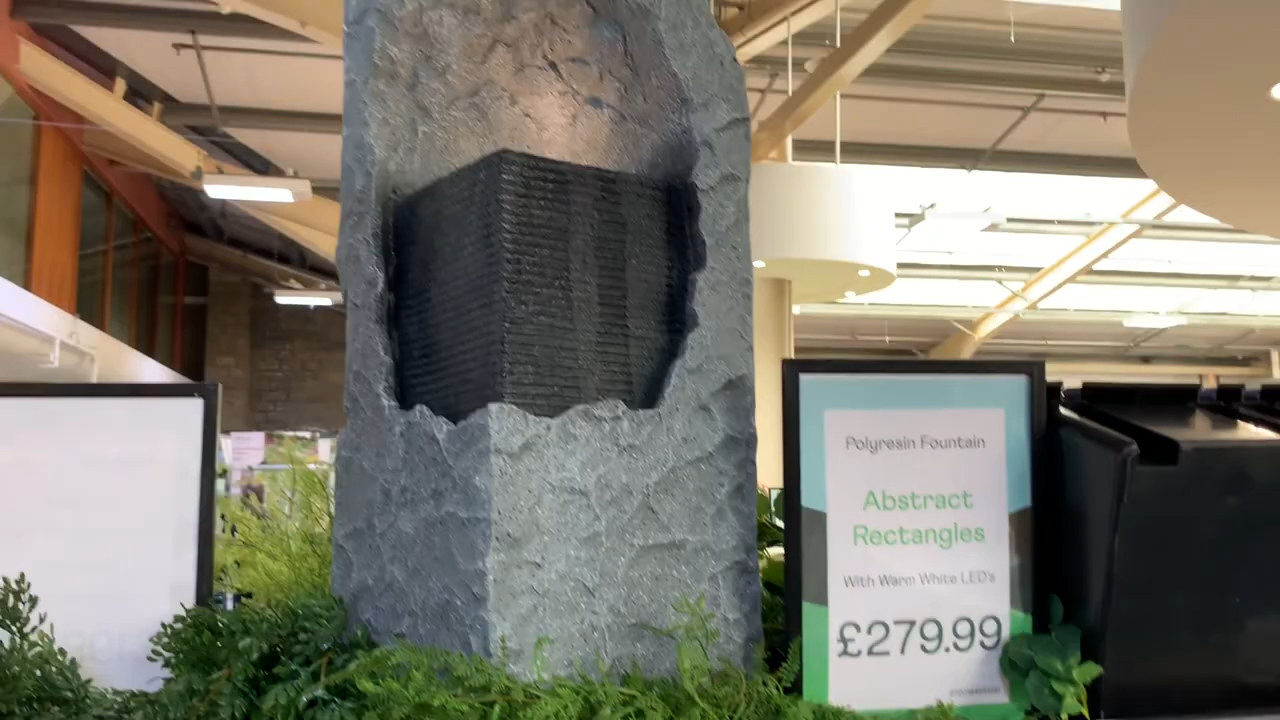 Polyresin Fountain
Abstract
Rectangles
With Warm White LED's
£279.99